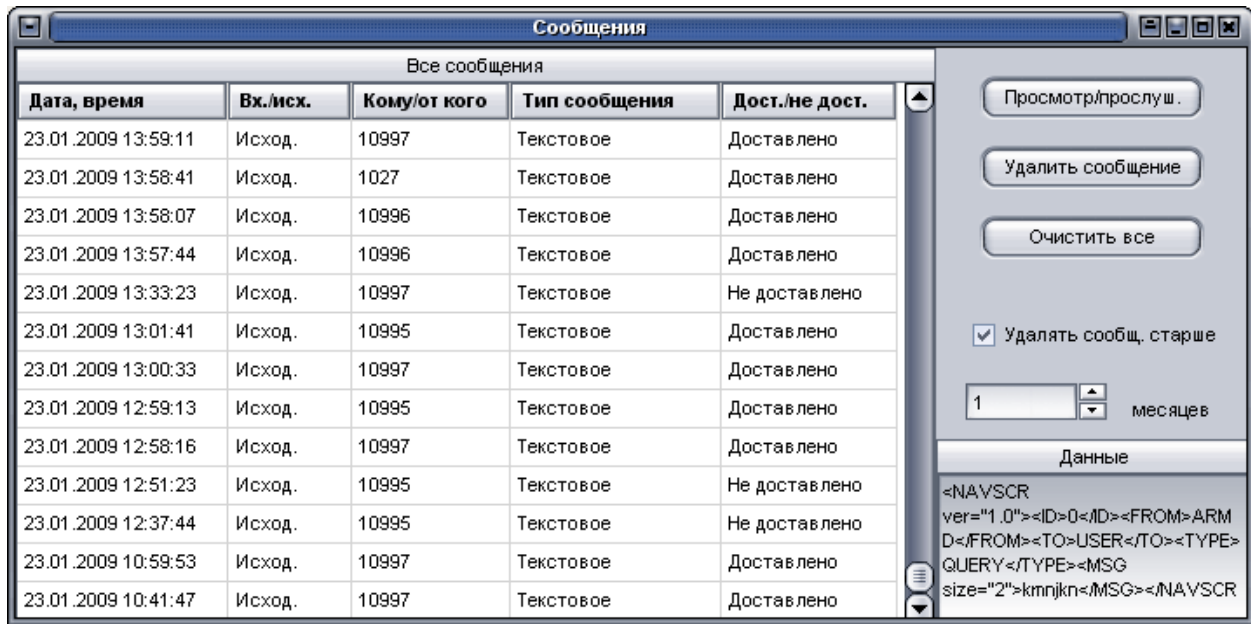 Сообщения
Все сообщения
Дата, время Вх./исх. Кому/от кого Тип сообщения Дост./не дост.
23.01.2009 13:59:11 Исход. 10997 Текстовое Доставлено
23.01.2009 13:58:41 Исход. 1027 Текстовое Доставлено
23.01.2009 13:58:07 Исход. 10996 Текстовое Доставлено
23.01.2009 13:57:44 Исход. 10996 Текстовое Доставлено
23.01.2009 13:33:23 Исход. 10997 Текстовое Не доставлено
23.01.2009 13:01:41 Исход. 10995 Текстовое Доставлено
23.01.2009 13:00:33 Исход. 10997 Текстовое Доставлено
23.01.2009 12:59:13 Исход. 10995 Текстовое Доставлено
23.01.2009 12:58:16 Исход. 10997 Текстовое Доставлено
23.01.2009 12:51:23 Исход. 10995 Текстовое Не доставлено
23.01.2009 12:37:44 Исход. 10995 Текстовое Не доставлено
23.01.2009 10:59:53 Исход. 10997 Текстовое Доставлено
23.01.2009 10:41:47 Исход. 10997 Текстовое Доставлено
Просмотр/прослуш.
Удалить сообщение
Очистить все
Удалять сообщ. старше
1 месяцев
Данные
<NAVSCR
ver="1.0"><ID>0</ID><FROM>ARM
D</FROM><TO>USER</TO><TYPE>
QUERY</TYPE><MSG
size="2">kmnjkn</MSG></NAVSCR